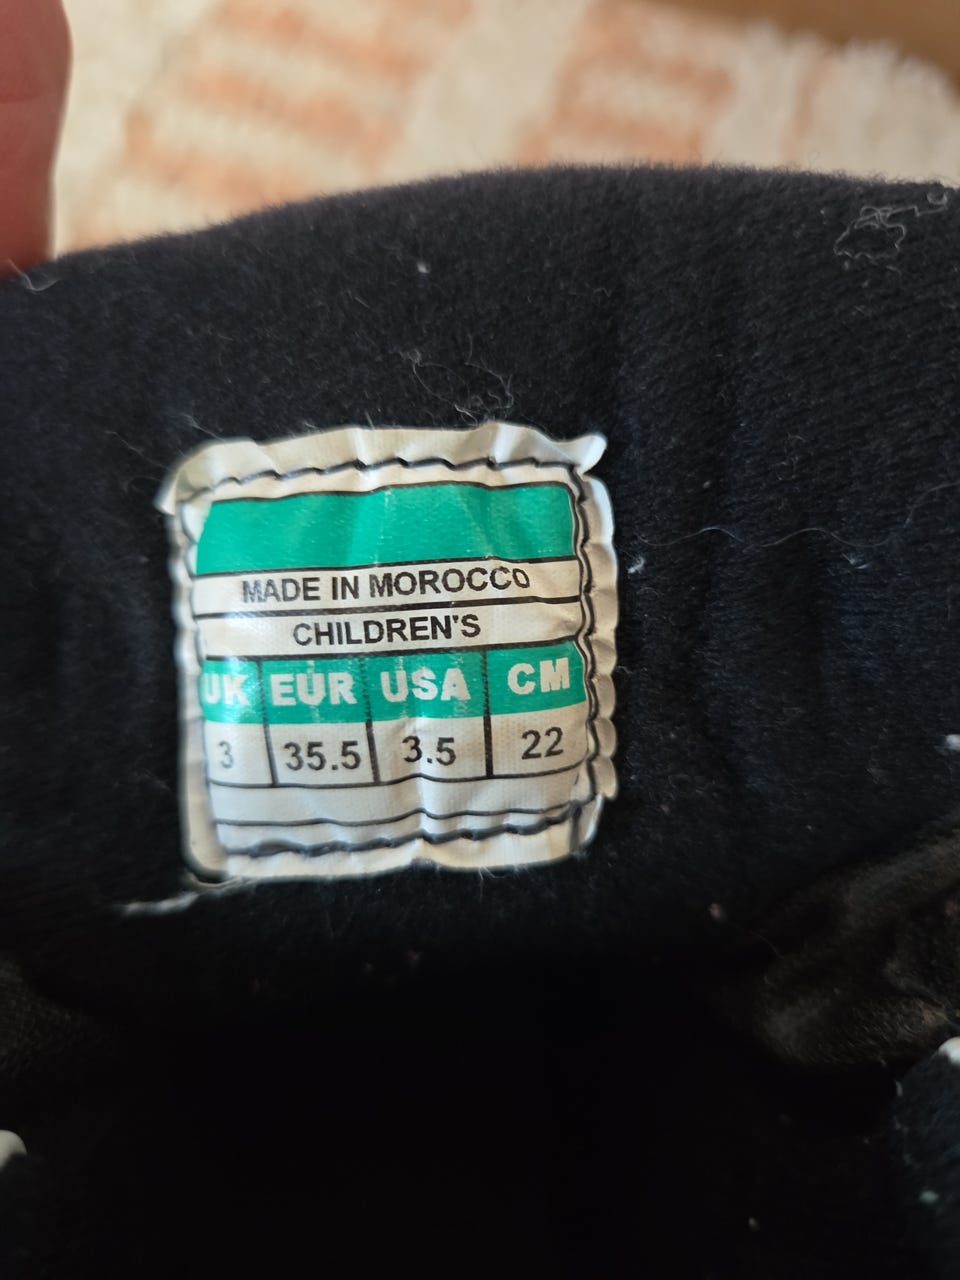 MADE IN MOROCCO
CHILDREN'S
UK EUR USA CM
3 35.5 3.5 22